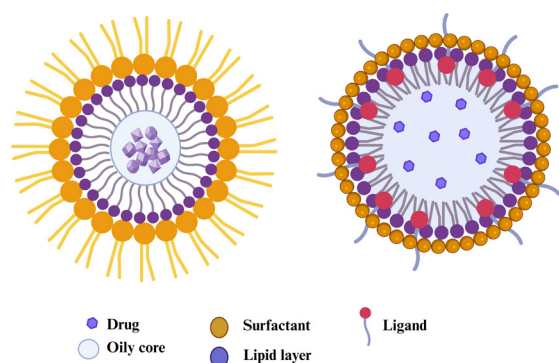 Drug
Surfactant
Ligand
Oily core
Lipid layer